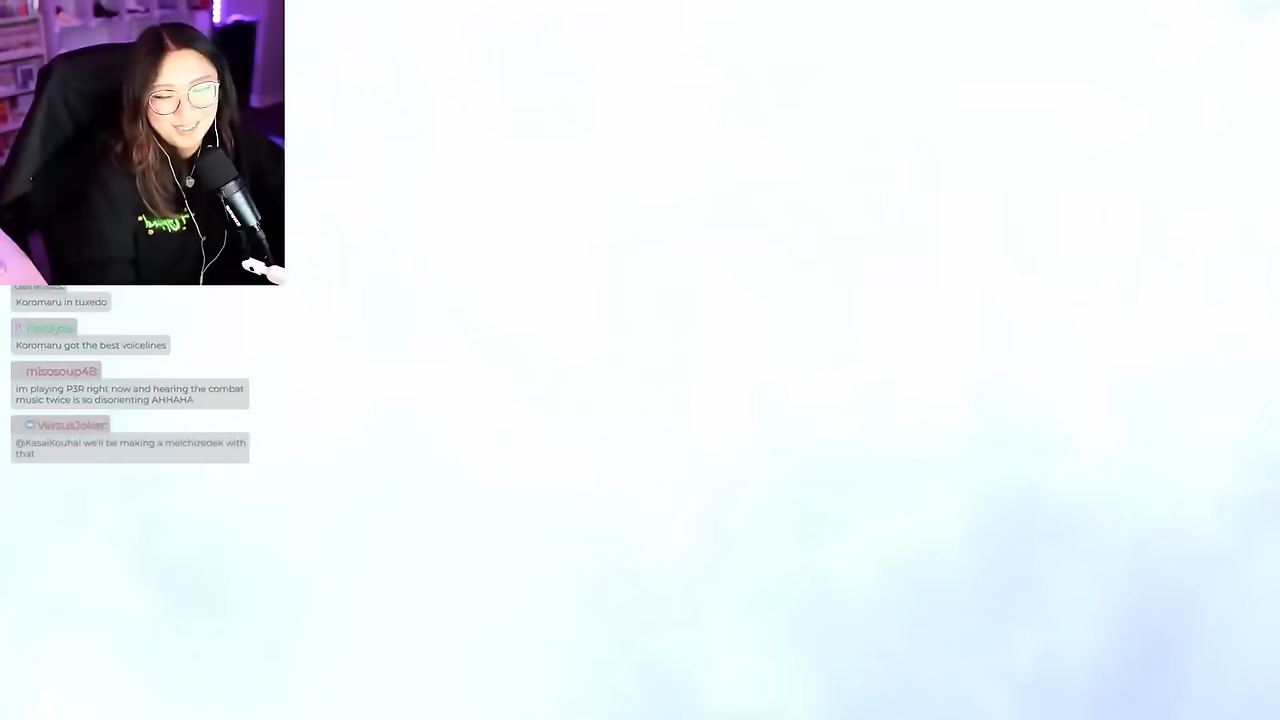 Koromaru in tuxedo
Koromaru got the best voicelines
misosoup48:
im playing P3R right now and hearing the combat
music twice is so disorienting AHHAHA
VersusJoker:
@KasaiKouhai we'll be making a melchizedek with
that